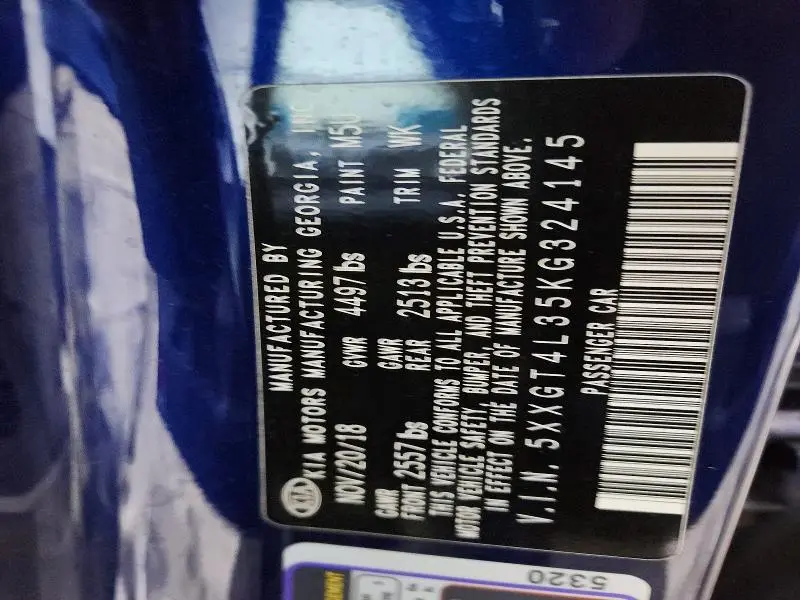 MANUFACTURED BY
KIA MOTORS MANUFACTURING GEORGIA, INC
NOV/20/18 GVWR 4497lbs PAINT M5U
GAWR FRONT 2557lbs GAWR REAR 2513lbs TRIM WK
THIS VEHICLE CONFORMS TO ALL APPLICABLE U.S.A. FEDERAL
MOTOR VEHICLE SAFETY, BUMPER, AND THEFT PREVENTION STANDARDS
IN EFFECT ON THE DATE OF MANUFACTURE SHOWN ABOVE.
V.I.N. 5XXGT4L35KG324145
PASSENGER CAR
5320